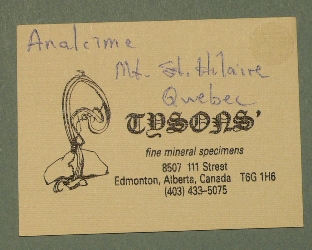 Analcime
Mt. St. Hilaire
Quebec
TYSONS'
fine mineral specimens
8507 111 Street
Edmonton, Alberta, Canada T6G 1H6
(403) 433-5075